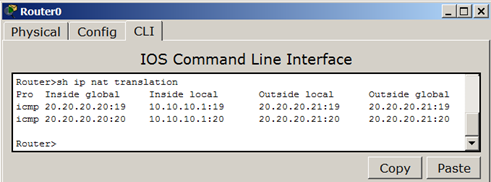 Router0
Physical Config CLI
IOS Command Line Interface
Router>sh ip nat translation
Pro Inside global Inside local Outside local Outside global
icmp 20.20.20.20:19 10.10.10.1:19 20.20.20.21:19 20.20.20.21:19
icmp 20.20.20.20:20 10.10.10.1:20 20.20.20.21:20 20.20.20.21:20
Router>
Copy Paste